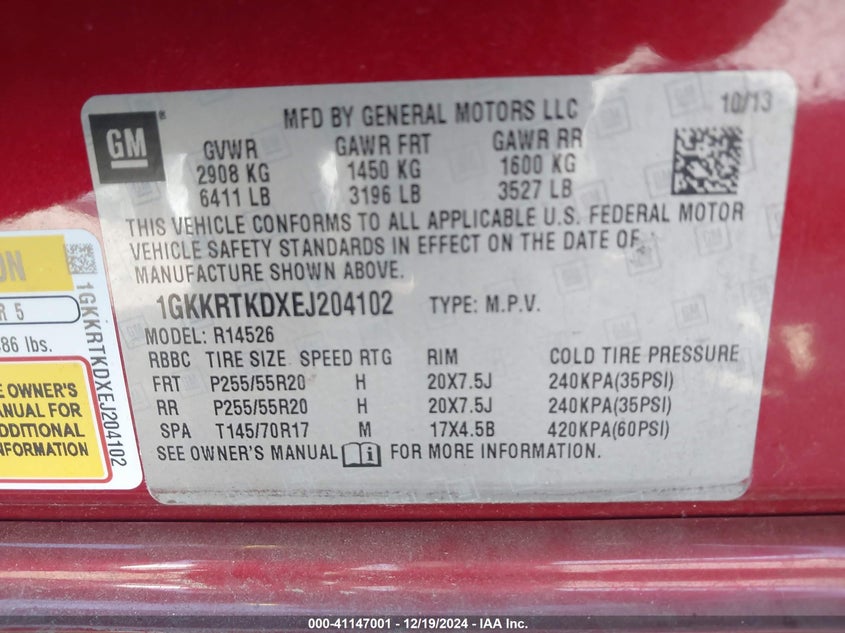 GM
®
MFD BY GENERAL MOTORS LLC 10/13
GVWR GAWR FRT GAWR RR
2908 KG 1450 KG 1600 KG
6411 LB 3196 LB 3527 LB
THIS VEHICLE CONFORMS TO ALL APPLICABLE U.S. FEDERAL MOTOR
VEHICLE SAFETY STANDARDS IN EFFECT ON THE DATE OF
MANUFACTURE SHOWN ABOVE.
1GKKRTKDXEJ204102 TYPE: M.P.V.
MODEL: R14526
RBBC TIRE SIZE SPEED RTG RIM COLD TIRE PRESSURE
FRT P255/55R20 H 20X7.5J 240KPA(35PSI)
RR P255/55R20 H 20X7.5J 240KPA(35PSI)
SPA T145/70R17 M 17X4.5B 420KPA(60PSI)
SEE OWNER'S MANUAL i FOR MORE INFORMATION.
ON
R 5
86 lbs.
E OWNER'S
ANUAL FOR
ADDITIONAL
NFORMATION
1GKKRTKDXEJ204102
000-41147001 - 12/19/2024 - IAA Inc.